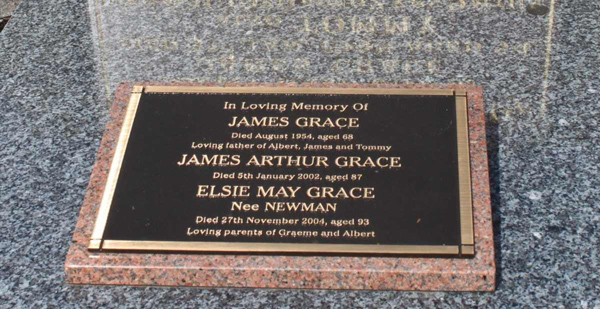 In Loving Memory Of
JAMES GRACE
Died August 1954, aged 68
Loving father of Albert, James and Tommy
JAMES ARTHUR GRACE
Died 5th January 2002, aged 87
ELSIE MAY GRACE
Nee NEWMAN
Died 27th November 2004, aged 93
Loving parents of Graeme and Albert